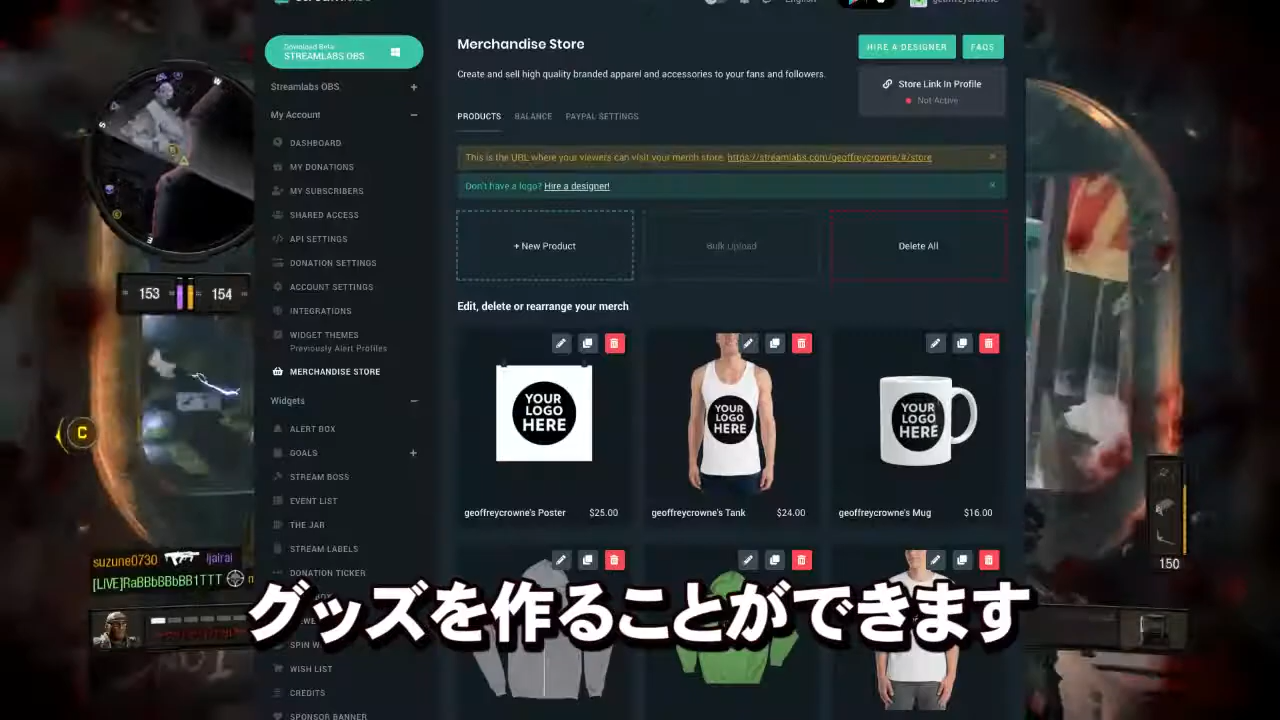 English
geoffreycrowne
Download Beta
STREAMLABS OBS
Streamlabs OBS
My Account
DASHBOARD
MY DONATIONS
MY SUBSCRIBERS
SHARED ACCESS
API SETTINGS
DONATION SETTINGS
ACCOUNT SETTINGS
INTEGRATIONS
WIDGET THEMES
Previously Alert Profiles
MERCHANDISE STORE
Widgets
ALERT BOX
GOALS
STREAM BOSS
EVENT LIST
THE JAR
STREAM LABELS
DONATION TICKER
WISH LIST
CREDITS
SPONSOR BANNER
Merchandise Store
HIRE A DESIGNER
FAQS
Create and sell high quality branded apparel and accessories to your fans and followers.
Store Link In Profile
Not Active
PRODUCTS
BALANCE
PAYPAL SETTINGS
This is the URL where your viewers can visit your merch store. https://streamlabs.com/geoffreycrowne/#/store
Don't have a logo? Hire a designer!
+ New Product
Bulk Upload
Delete All
Edit, delete or rearrange your merch
YOUR
LOGO
HERE
YOUR
LOGO
HERE
YOUR
LOGO
HERE
geoffreycrowne's Poster
$25.00
geoffreycrowne's Tank
$24.00
geoffreycrowne's Mug
$16.00
W
S
E
153
154
C
suzune0730
ljairai
[LIVE]RaBBbBBbBB1TTT
150
グッズを作ることができます